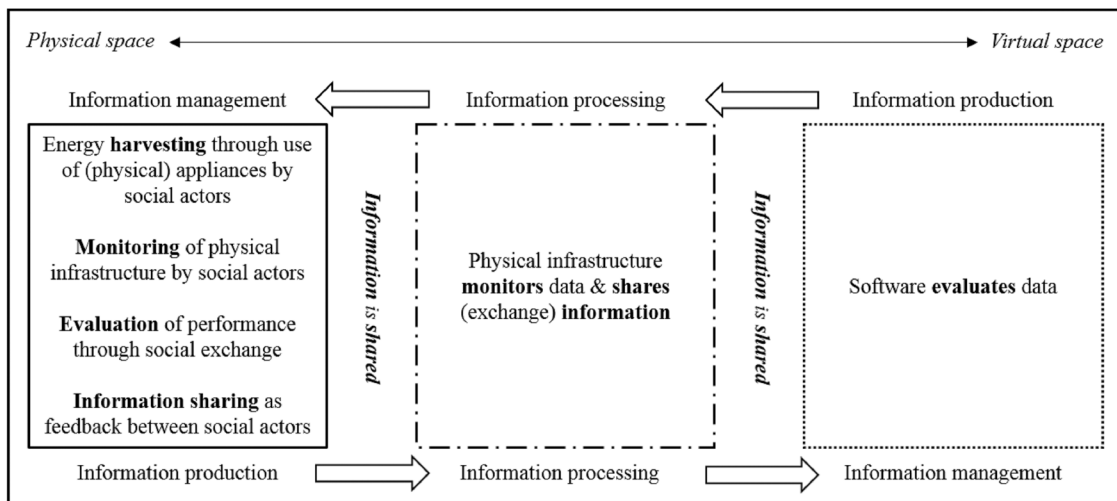 Physical space
Virtual space
Information management
Information processing
Information production
Energy harvesting through use
of (physical) appliances by
social actors
Monitoring of physical
infrastructure by social actors
Evaluation of performance
through social exchange
Information sharing as
feedback between social actors
Information is shared
Physical infrastructure
monitors data & shares
(exchange) information
Information is shared
Software evaluates data
Information production
Information processing
Information management